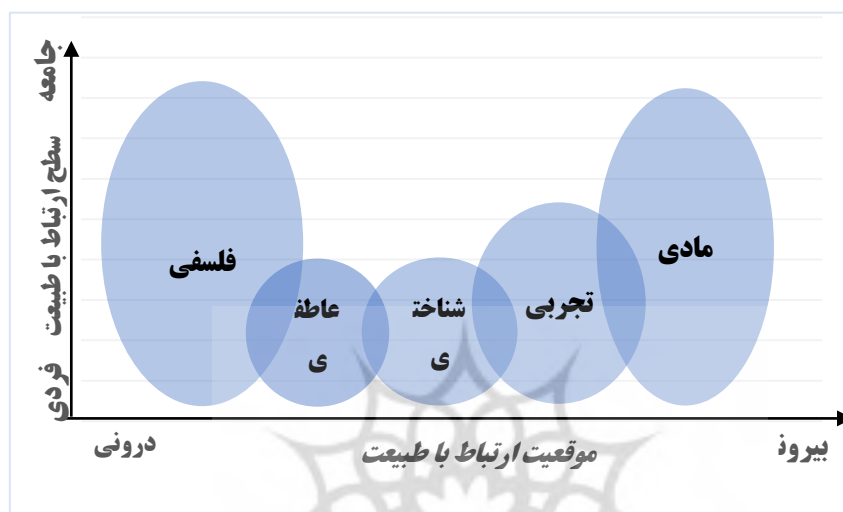 جامعه
سطح ارتباط با طبیعت
فردی
فلسفی
عاطف
ی
شناخت
ی
تجربی
مادی
درونی
موقعیت ارتباط با طبیعت
بیرون